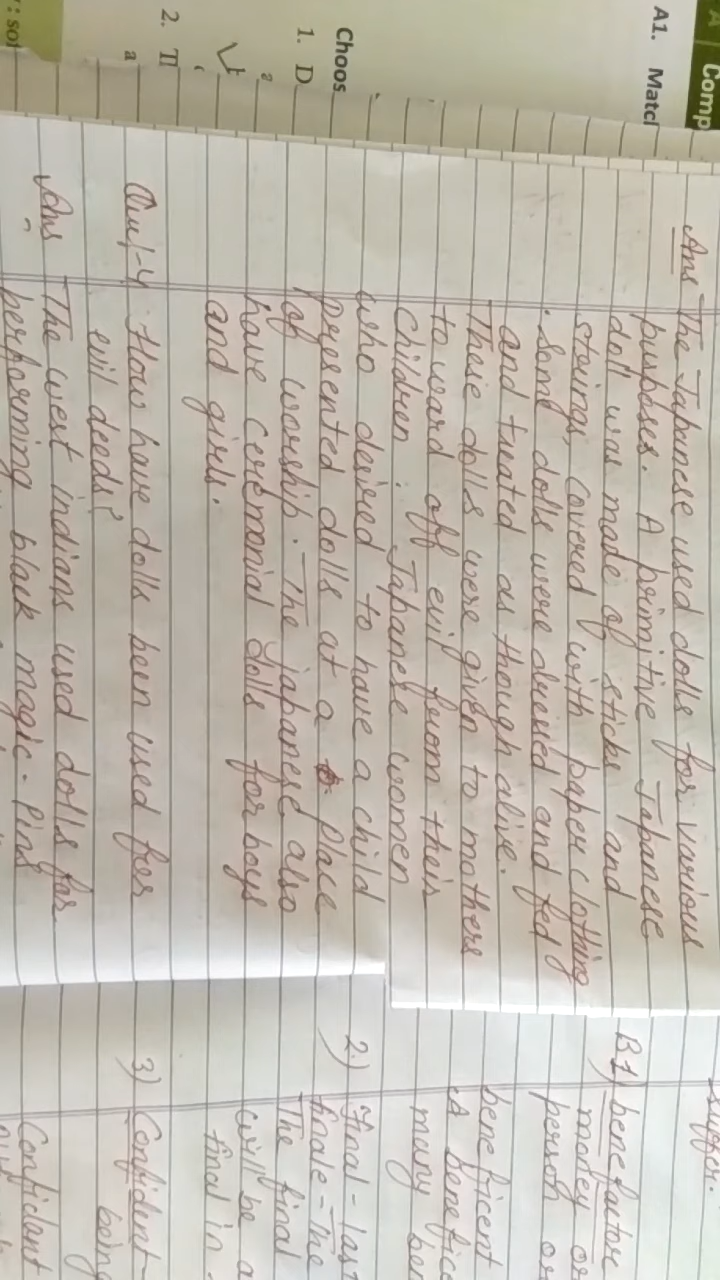 Comp
A1. Matcl
Choos
1. D
2.
a
Ans The Japanese used dolls for various
purposes. A primitive Japanese
doll was made of sticks and
strings, covered with paper clothing
. Some dolls were dressed and fed
and treated as though alive.
These dolls were given to mothers
to ward off evil from their
children. Japanese women
who desired to have a child
presented dolls at a place
of worship. The japanese also
have ceremonial dolls for boys
and girls.
Que-4 How have dolls been used for
evil deeds?
Ans The west indians used dolls for
performing black magic. Pins
B1) benefactor
money or
person or
beneficent
A benefice
many ben
2.) final - last
finale - The
The final
will be a
find in
3) Confident -
being
Confidant